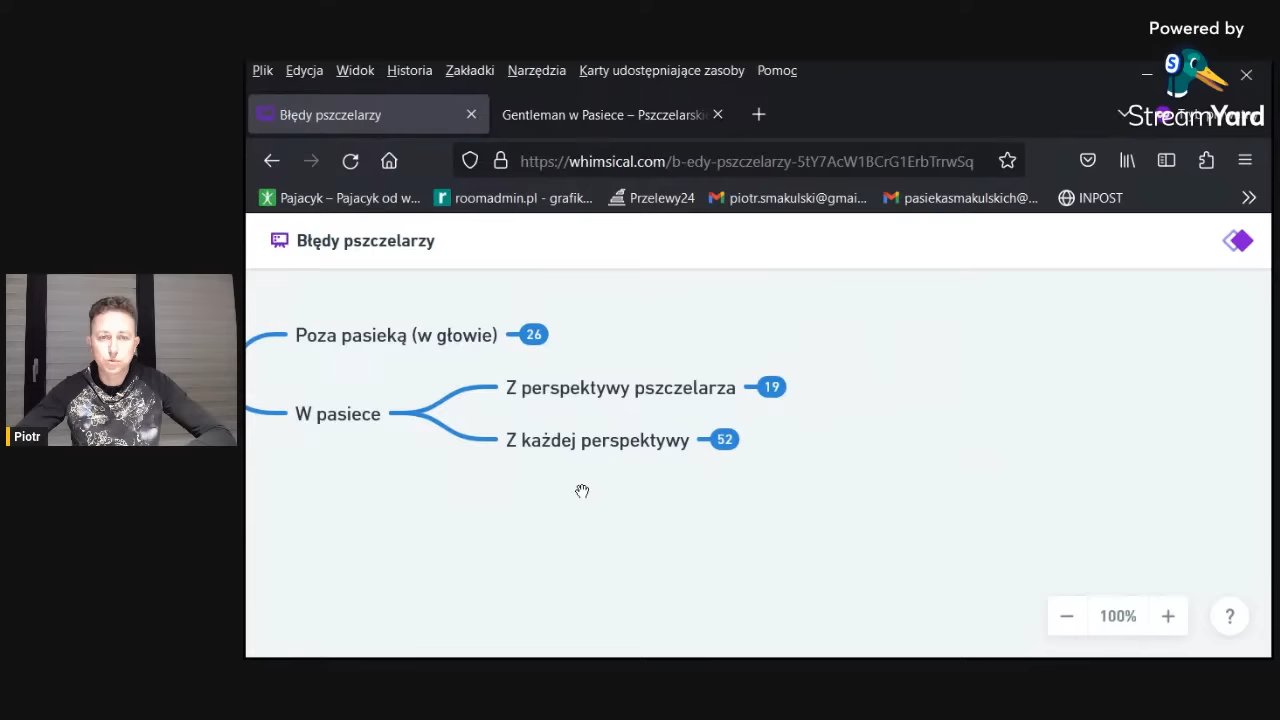 Powered by
StreamYard
Plik Edycja Widok Historia Zakładki Narzędzia Karty udostępniające zasoby Pomoc
Błędy pszczelarzy
Gentleman w Pasiece – Pszczelarski
https://whimsical.com/b-edy-pszczelarzy-5tY7AcW1BCrG1ErbTrrwSq
Pajacyk – Pajacyk od w... roomadmin.pl - grafik... Przelewy24 piotr.smakulski@gmai... pasiekasmakulskich@... INPOST
Błędy pszczelarzy
Poza pasieką (w głowie) 26
Z perspektywy pszczelarza 19
W pasiece
Z każdej perspektywy 52
Piotr
100%
?